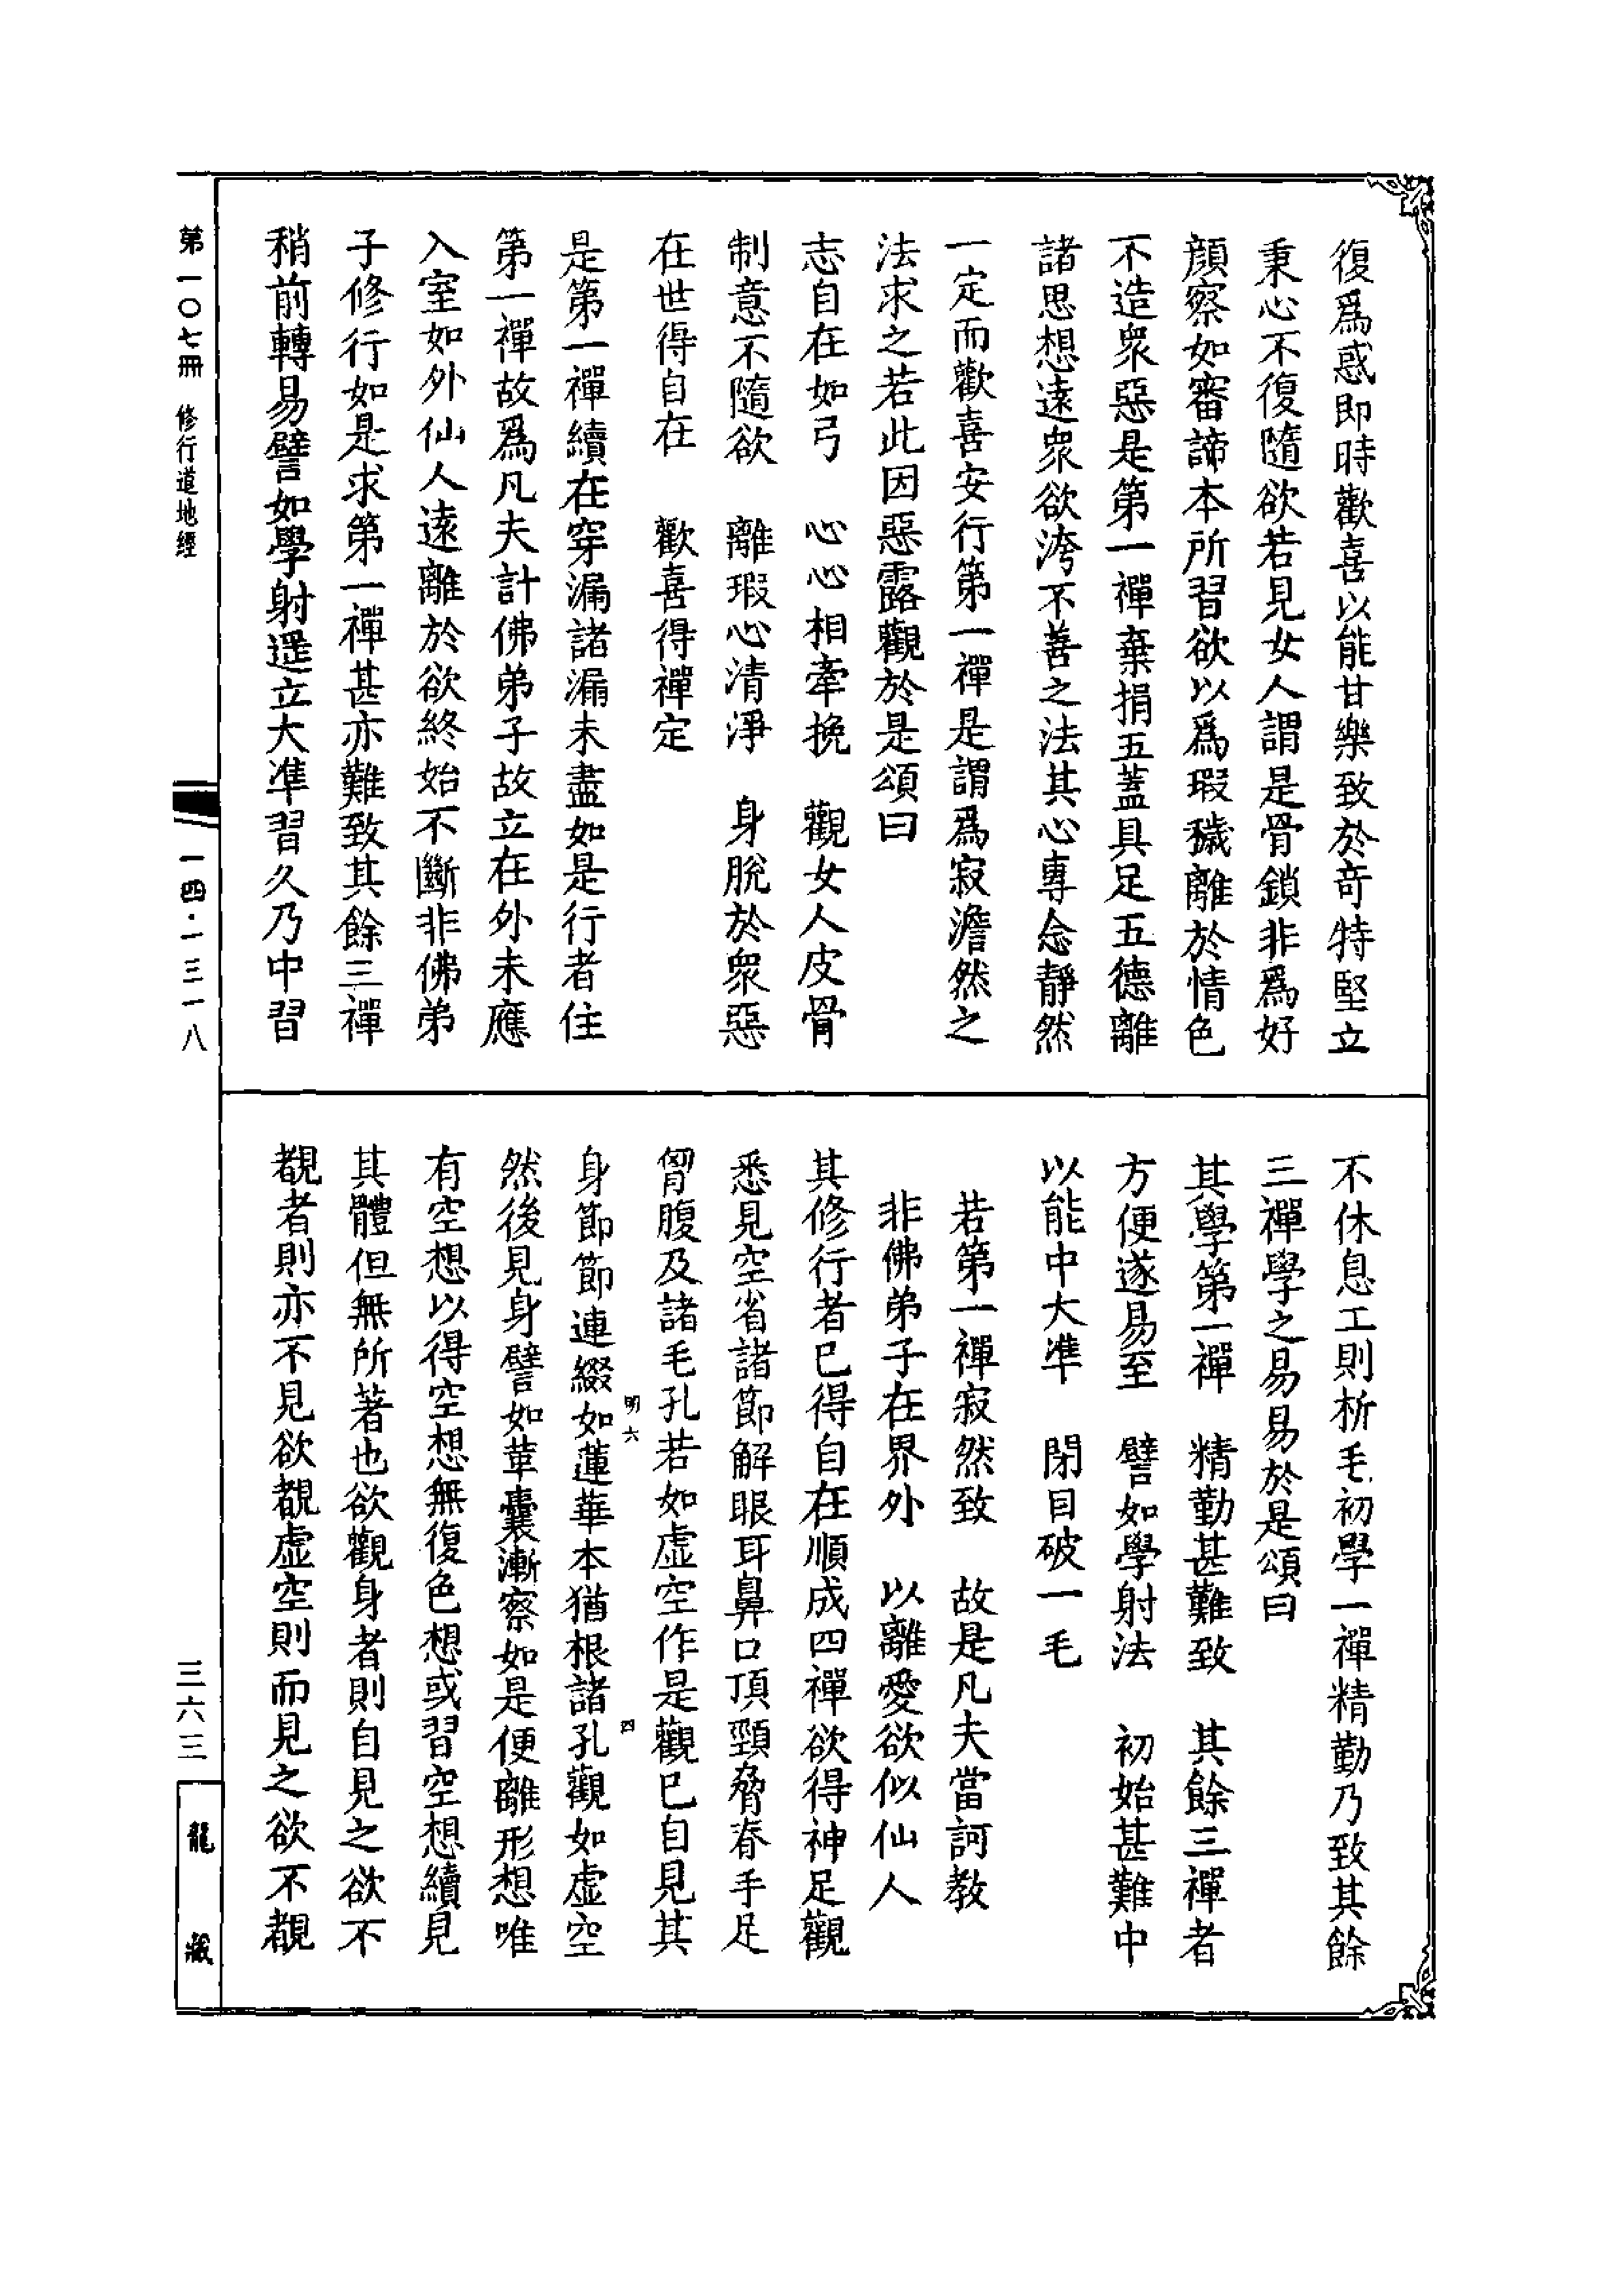 復爲惑即時歡喜以能甘樂致於竒特堅立
秉心不復隨欲若見女人謂是骨鎖非爲好
顔察如審諦本所習欲以爲瑕穢離於情色
不造衆惡是第一禪棄捐五蓋具足五德離
諸思想遠衆欲洿不善之法其心專念靜然
一定而歡喜安行第一禪是謂爲寂澹然之
法求之若此因惡露觀於是頌曰
志自在如弓　心心相牽挽　觀女人皮骨
制意不隨欲　離瑕心清淨　身脫於衆惡
在世得自在　歡喜得禪定
是第一禪續在穿漏諸漏未盡如是行者住
第一禪故爲凡夫計佛弟子故立在外未應
入室如外仙人遠離於欲終始不斷非佛弟
子修行如是求第一禪甚亦難致其餘三禪
稍前轉易譬如學射遥立大準習久乃中習
不休息工則析毛初學一禪精勤乃致其餘
三禪學之易易於是頌曰
其學第一禪　精勤甚難致　其餘三禪者
方便遂易至　譬如學射法　初始甚難中
以能中大準　閉目破一毛
若第一禪寂然致　故是凡夫當訶教
非佛弟子在界外　以離愛欲似仙人
其修行者已得自在順成四禪欲得神足觀
悉見空省諸節解眼耳鼻口頂頸脅脊手足
胷腹及諸毛孔若如虛空作是觀已自見其
明六
四
身節節連綴如蓮華本猶根諸孔觀如虛空
然後見身譬如革囊漸察如是便離形想唯
有空想以得空想無復色想或習空想續見
其體但無所著也欲觀身者則自見之欲不
覩者則亦不見欲覩虛空則而見之欲不覩
第一〇七冊　修行道地經
一四·一三一八
三六三
龍藏